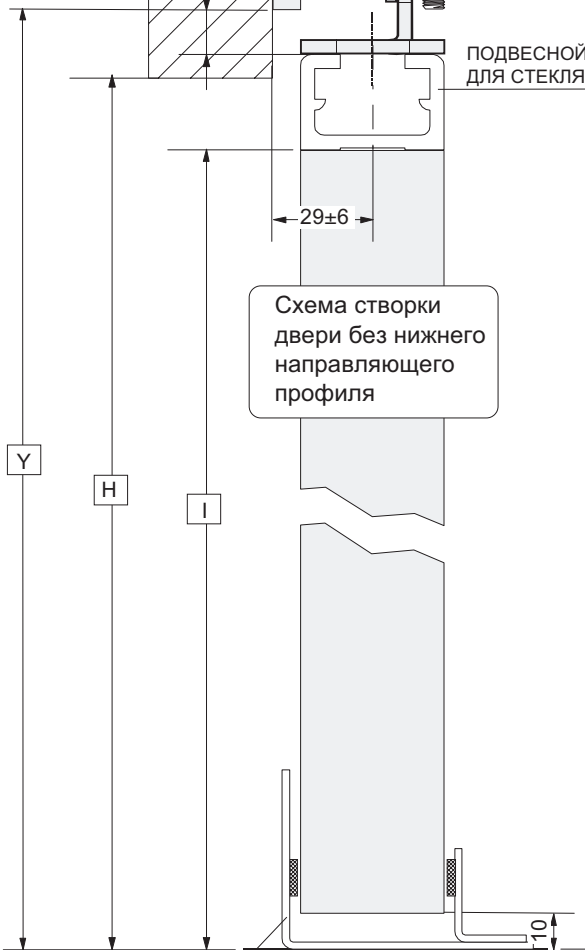 ПОДВЕСНОЙ
ДЛЯ СТЕКЛЯ
29±6
Схема створки
двери без нижнего
направляющего
профиля
Y
H
I
10